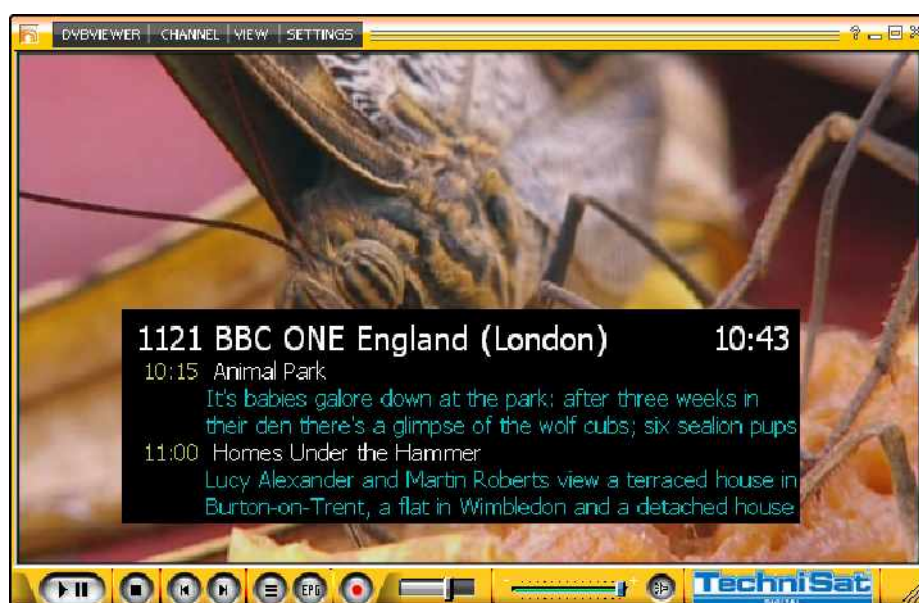 DVBVIEWER CHANNEL VIEW SETTINGS
1121 BBC ONE England (London) 10:43
10:15 Animal Park
It's babies galore down at the park: after three weeks in
their den there's a glimpse of the wolf cubs; six sealion pups
11:00 Homes Under the Hammer
Lucy Alexander and Martin Roberts view a terraced house in
Burton-on-Trent, a flat in Wimbledon and a detached house
EPG
TechniSat
DIGITAL